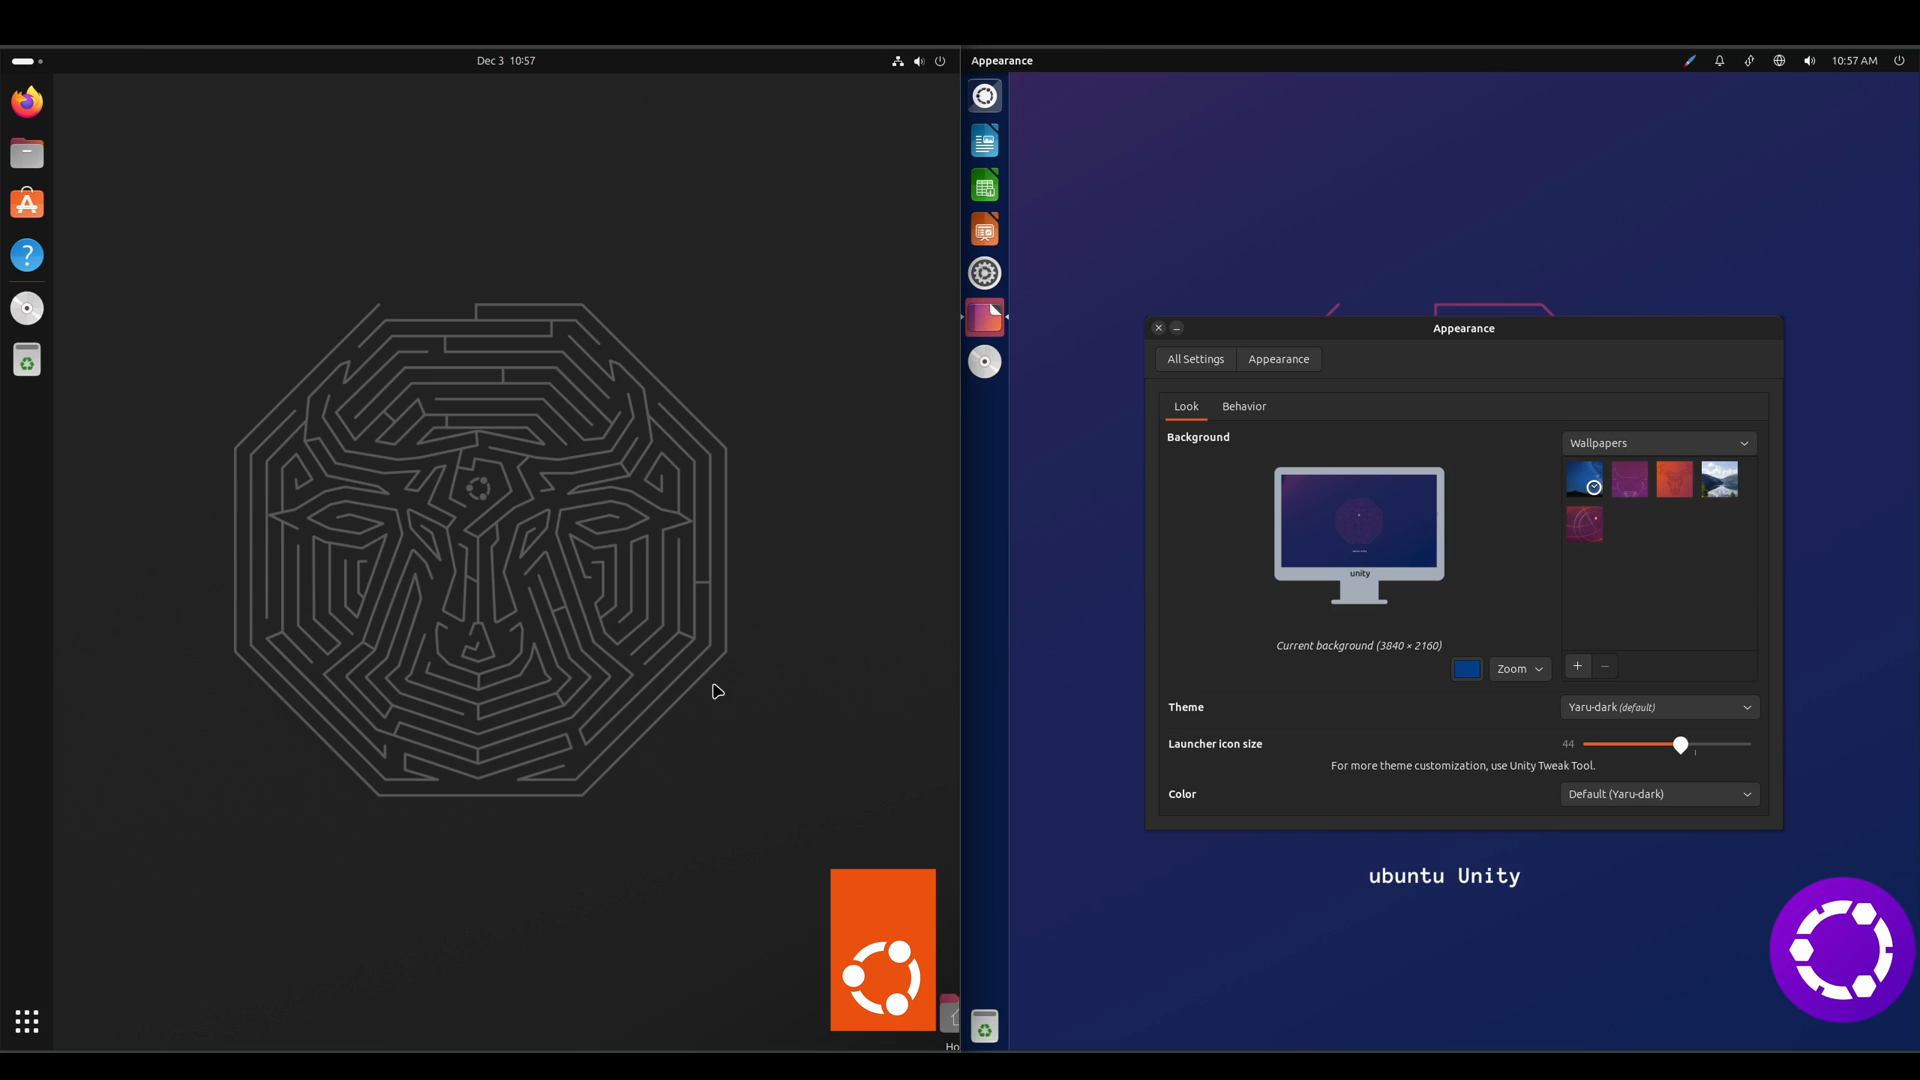 Dec 3 10:57
Ho
Appearance
10:57 AM
Appearance
All Settings
Appearance
Look
Behavior
Background
Wallpapers
unity
Current background (3840 × 2160)
Zoom
Theme
Yaru-dark (default)
Launcher icon size
44
For more theme customization, use Unity Tweak Tool.
Color
Default (Yaru-dark)
ubuntu Unity